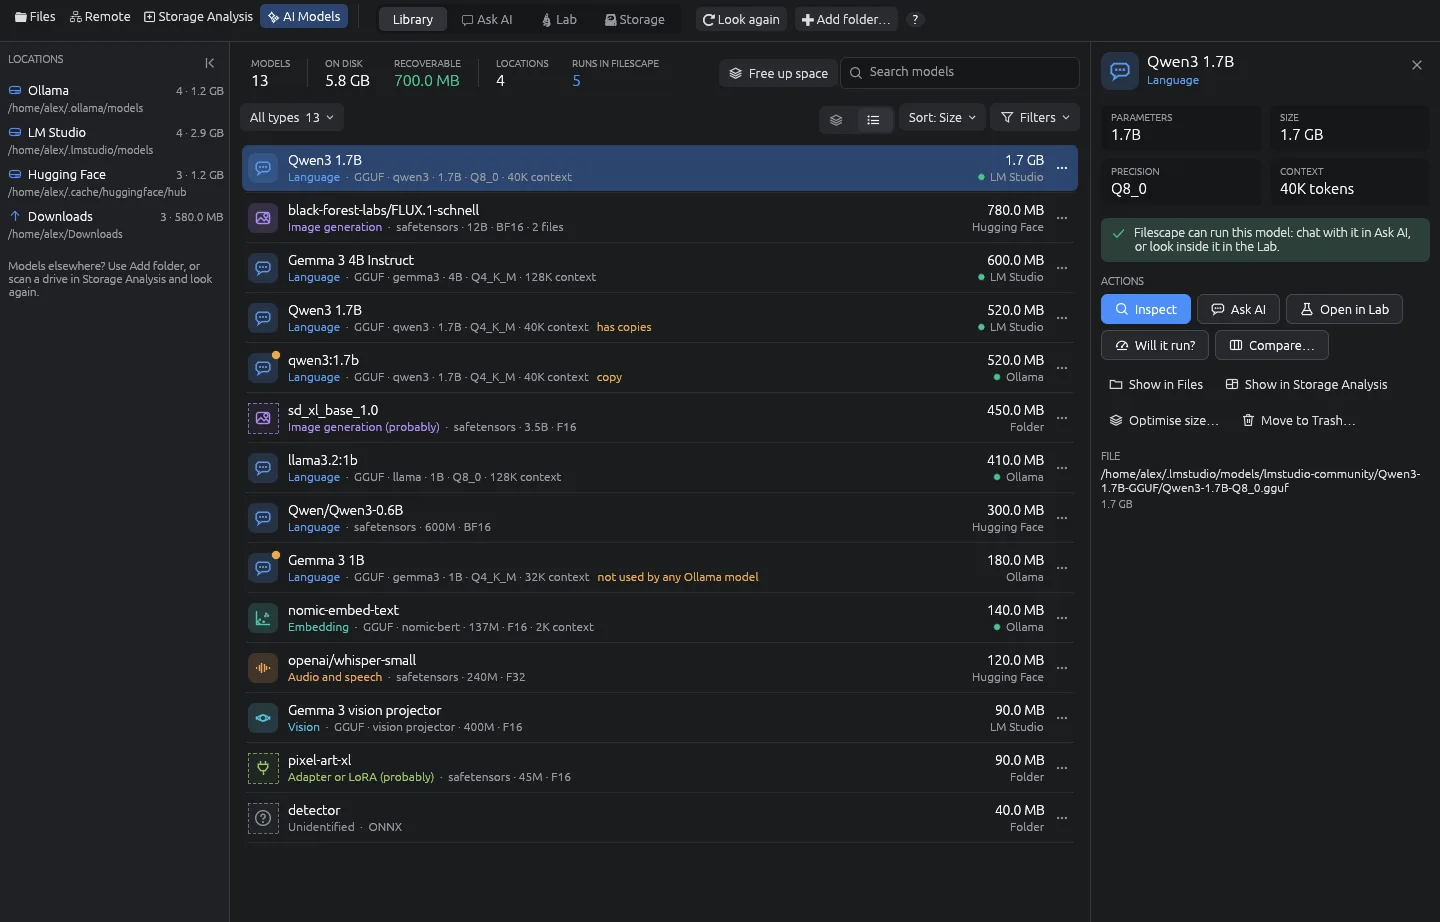 Files Remote Storage Analysis AI Models Library Ask AI Lab Storage Look again Add folder… ?
LOCATIONS
Ollama 4 · 1.2 GB
/home/alex/.ollama/models
LM Studio 4 · 2.9 GB
/home/alex/.lmstudio/models
Hugging Face 3 · 1.2 GB
/home/alex/.cache/huggingface/hub
Downloads 3 · 580.0 MB
/home/alex/Downloads
Models elsewhere? Use Add folder, or
scan a drive in Storage Analysis and look
again.
MODELS ON DISK RECOVERABLE LOCATIONS RUNS IN FILESCAPE
13 5.8 GB 700.0 MB 4 5
Free up space Search models
All types 13 Sort: Size Filters
Qwen3 1.7B 1.7 GB
Language · GGUF · qwen3 · 1.7B · Q8_0 · 40K context LM Studio
black-forest-labs/FLUX.1-schnell 780.0 MB
Image generation · safetensors · 12B · BF16 · 2 files Hugging Face
Gemma 3 4B Instruct 600.0 MB
Language · GGUF · gemma3 · 4B · Q4_K_M · 128K context LM Studio
Qwen3 1.7B 520.0 MB
Language · GGUF · qwen3 · 1.7B · Q4_K_M · 40K context has copies LM Studio
qwen3:1.7b 520.0 MB
Language · GGUF · qwen3 · 1.7B · Q4_K_M · 40K context copy Ollama
sd_xl_base_1.0 450.0 MB
Image generation (probably) · safetensors · 3.5B · F16 Folder
llama3.2:1b 410.0 MB
Language · GGUF · llama · 1B · Q8_0 · 128K context Ollama
Qwen/Qwen3-0.6B 300.0 MB
Language · safetensors · 600M · BF16 Hugging Face
Gemma 3 1B 180.0 MB
Language · GGUF · gemma3 · 1B · Q4_K_M · 32K context not used by any Ollama model Ollama
nomic-embed-text 140.0 MB
Embedding · GGUF · nomic-bert · 137M · F16 · 2K context Ollama
openai/whisper-small 120.0 MB
Audio and speech · safetensors · 240M · F32 Hugging Face
Gemma 3 vision projector 90.0 MB
Vision · GGUF · vision projector · 400M · F16 LM Studio
pixel-art-xl 90.0 MB
Adapter or LoRA (probably) · safetensors · 45M · F16 Folder
detector 40.0 MB
Unidentified · ONNX Folder
Qwen3 1.7B
Language
PARAMETERS SIZE
1.7B 1.7 GB
PRECISION CONTEXT
Q8_0 40K tokens
Filescape can run this model: chat with it in Ask AI,
or look inside it in the Lab.
ACTIONS
Inspect Ask AI Open in Lab
Will it run? Compare…
Show in Files Show in Storage Analysis
Optimise size… Move to Trash…
FILE
/home/alex/.lmstudio/models/lmstudio-community/Qwen3-
1.7B-GGUF/Qwen3-1.7B-Q8_0.gguf
1.7 GB